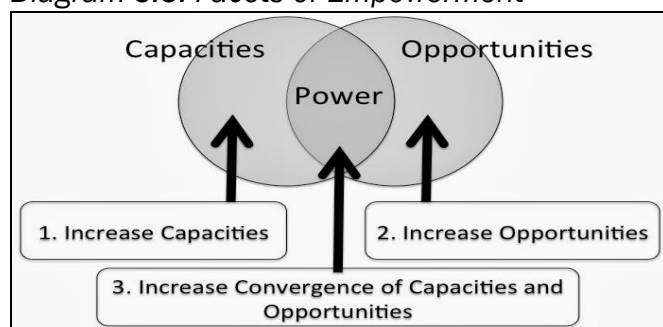 Diagram 3.3. Facets of Empowerment
Capacities
Opportunities
Power
1. Increase Capacities
2. Increase Opportunities
3. Increase Convergence of Capacities and
Opportunities